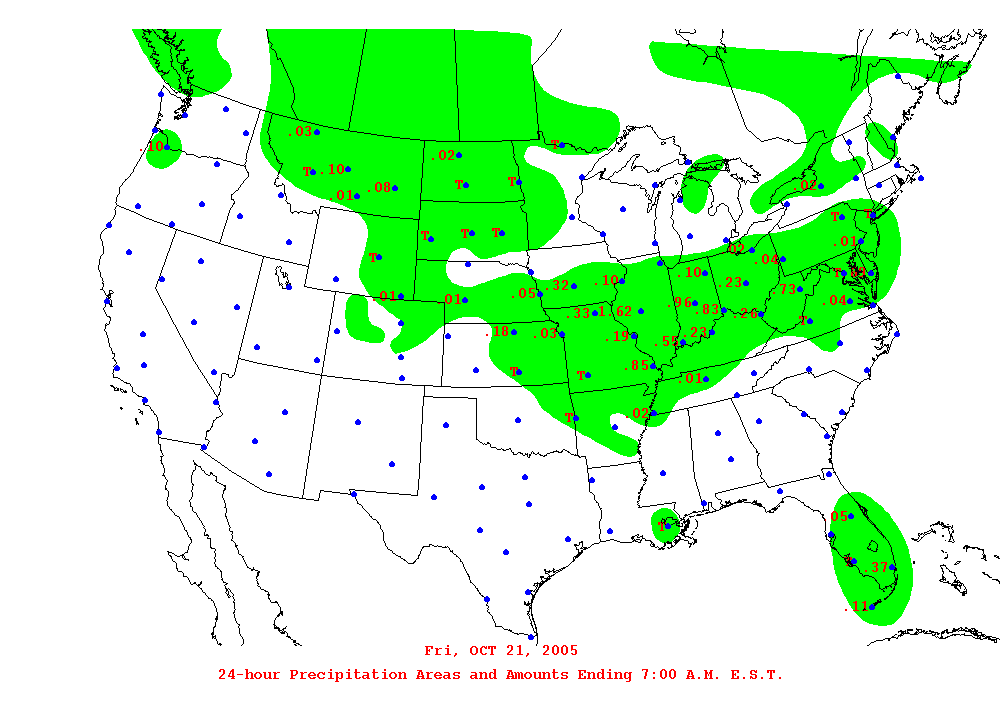 .03
.10
T
.02
T .10
.08
.01
T
T
.02
T
T
.01
T
T
T
T
.02
.04
.10
.23
.73
T
.32
.10
.05
.01
.01
.96
.83
.26
.04
T
.33
1.62
.18
.03
.19
.55
.23
.85
.01
T
T
T
.02
.05
T
T
.37
.11
Fri, OCT 21, 2005
24-hour Precipitation Areas and Amounts Ending 7:00 A.M. E.S.T.